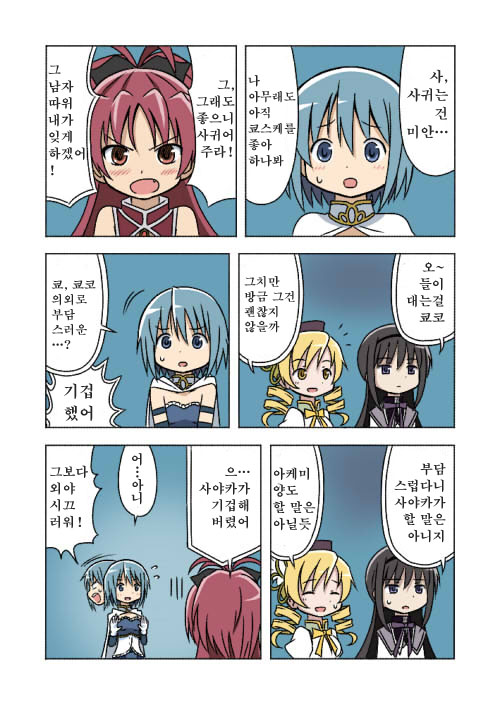 사,
사귀는
건
미안…
나
아무래도
아직
쿄스케를
좋아
하나봐
그,
그래도
좋으니
사귀어
주라!
그
남자
따위
내가
잊게
하겠어
!
오~
들이
대는걸
쿄코
그치만
방금 그건
괜찮지
않을까
쿄, 쿄코
의외로
부담
스러운
…?
기겁
했어
부담
스럽다니
사야카가
할 말은
아니지
아케미
양도
할 말은
아닐듯
으…
사야카가
기겁해
버렸어
어…아니
그보다
외야
시끄
러워!